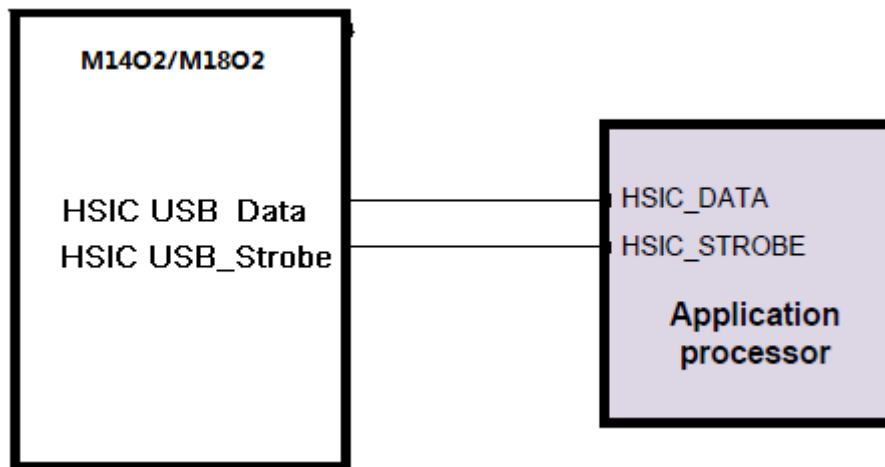 M14O2/M18O2
HSIC USB Data
HSIC USB_Strobe
HSIC_DATA
HSIC_STROBE
Application
processor